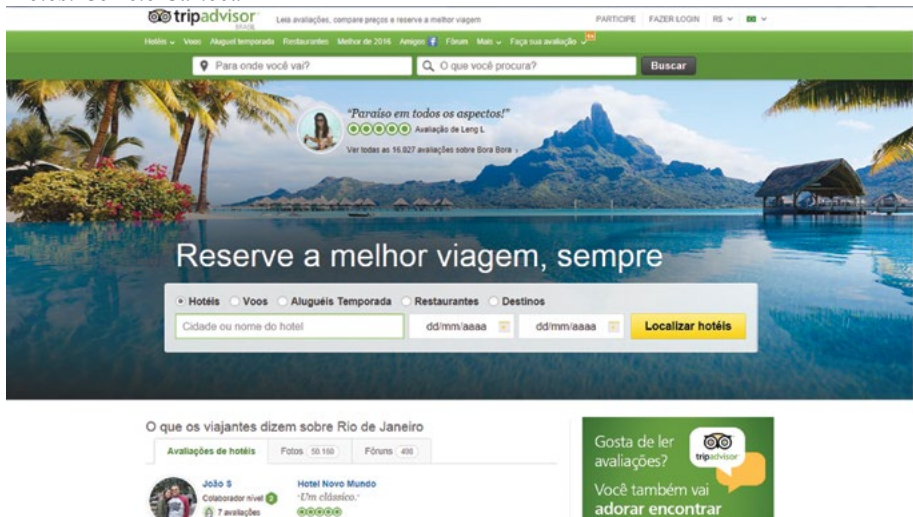 tripadvisor
BRASIL
Leia avaliações, compare preços e reserve a melhor viagem
PARTICIPE FAZER LOGIN R$
Hotéis Voos Aluguel temporada Restaurantes Melhor de 2016 Amigos Fórum Mais Faça sua avaliação
Para onde você vai? O que você procura? Buscar
"Paraíso em todos os aspectos!"
Avaliação de Leng L
Ver todas as 16.027 avaliações sobre Bora Bora ›
Reserve a melhor viagem, sempre
Hotéis Voos Aluguéis Temporada Restaurantes Destinos
Cidade ou nome do hotel dd/mm/aaaa dd/mm/aaaa Localizar hotéis
O que os viajantes dizem sobre Rio de Janeiro
Avaliações de hotéis Fotos 50.160 Fóruns 490
João S
Colaborador nível 2
7 avaliações
Hotel Novo Mundo
"Um clássico."
Gosta de ler
avaliações?
tripadvisor
Você também vai
adorar encontrar